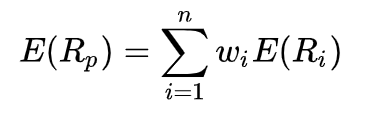 E(R_p) = \sum_{i=1}^{n} w_i E(R_i)